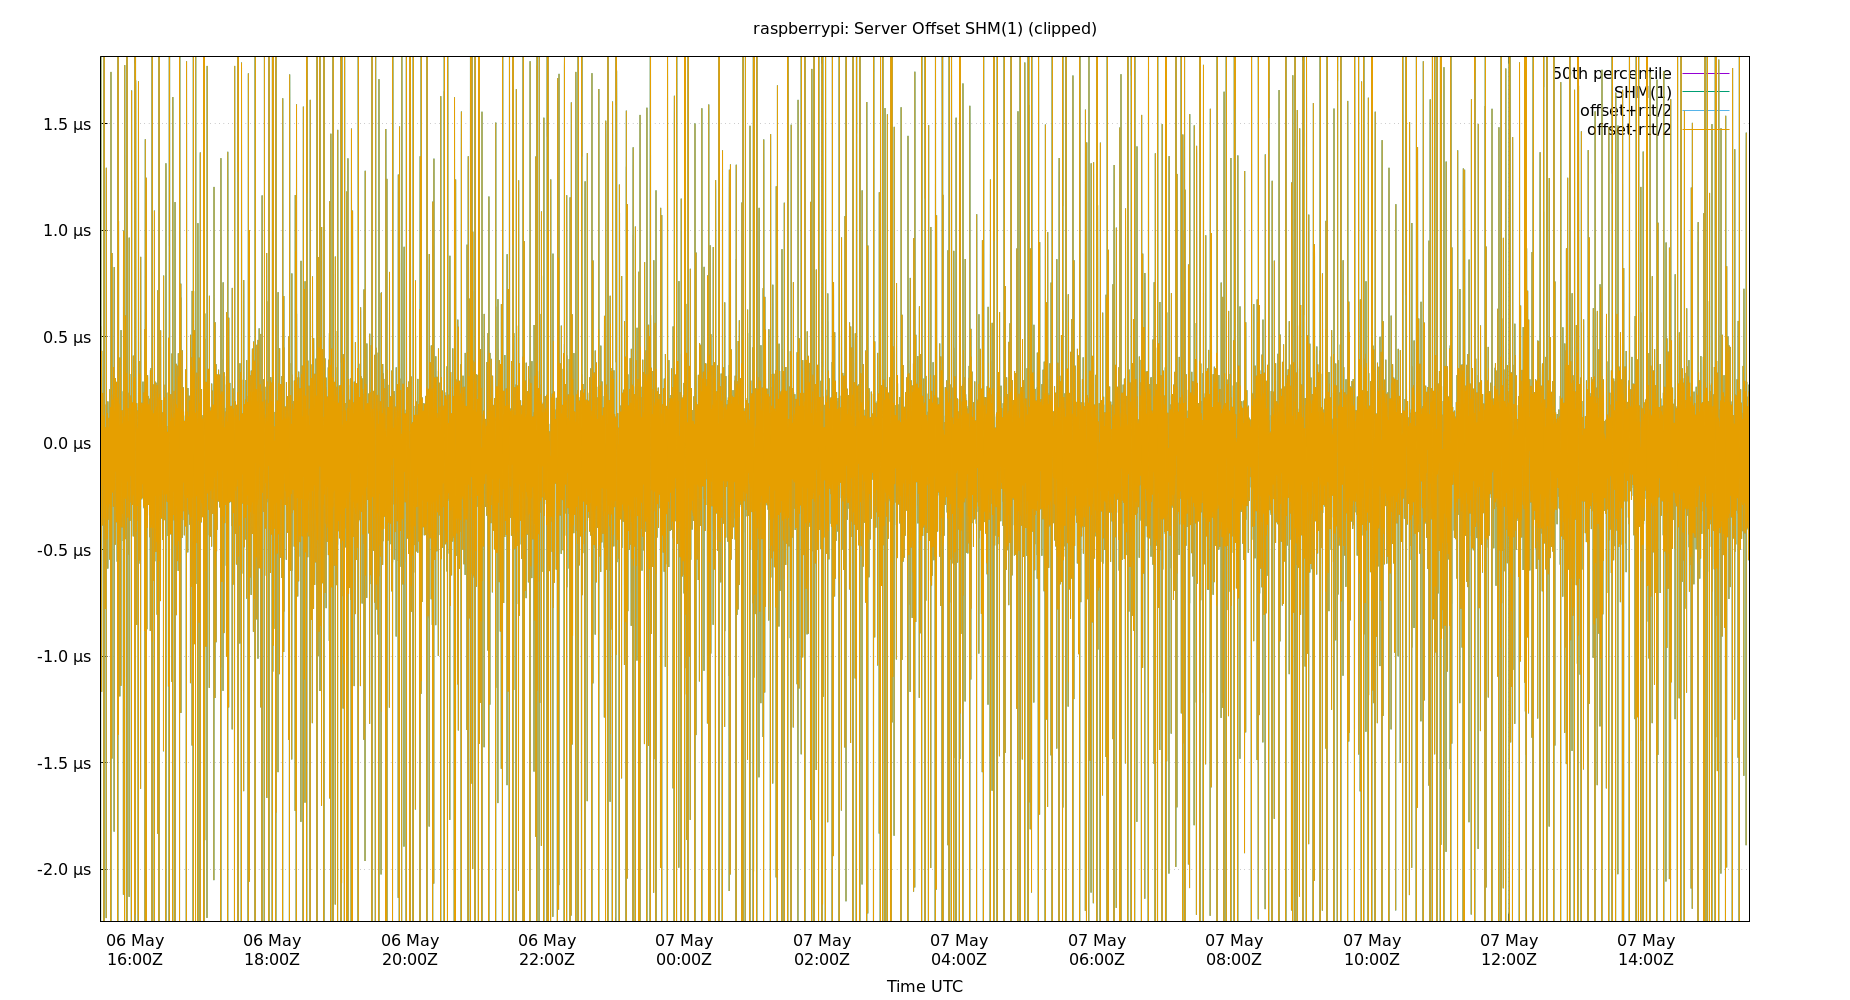 raspberrypi: Server Offset SHM(1) (clipped)
50th percentile
SHM(1)
offset+rtt/2
offset-rtt/2
1.5 µs
1.0 µs
0.5 µs
0.0 µs
-0.5 µs
-1.0 µs
-1.5 µs
-2.0 µs
06 May 06 May 06 May 06 May 07 May 07 May 07 May 07 May 07 May 07 May 07 May 07 May
16:00Z 18:00Z 20:00Z 22:00Z 00:00Z 02:00Z 04:00Z 06:00Z 08:00Z 10:00Z 12:00Z 14:00Z
Time UTC